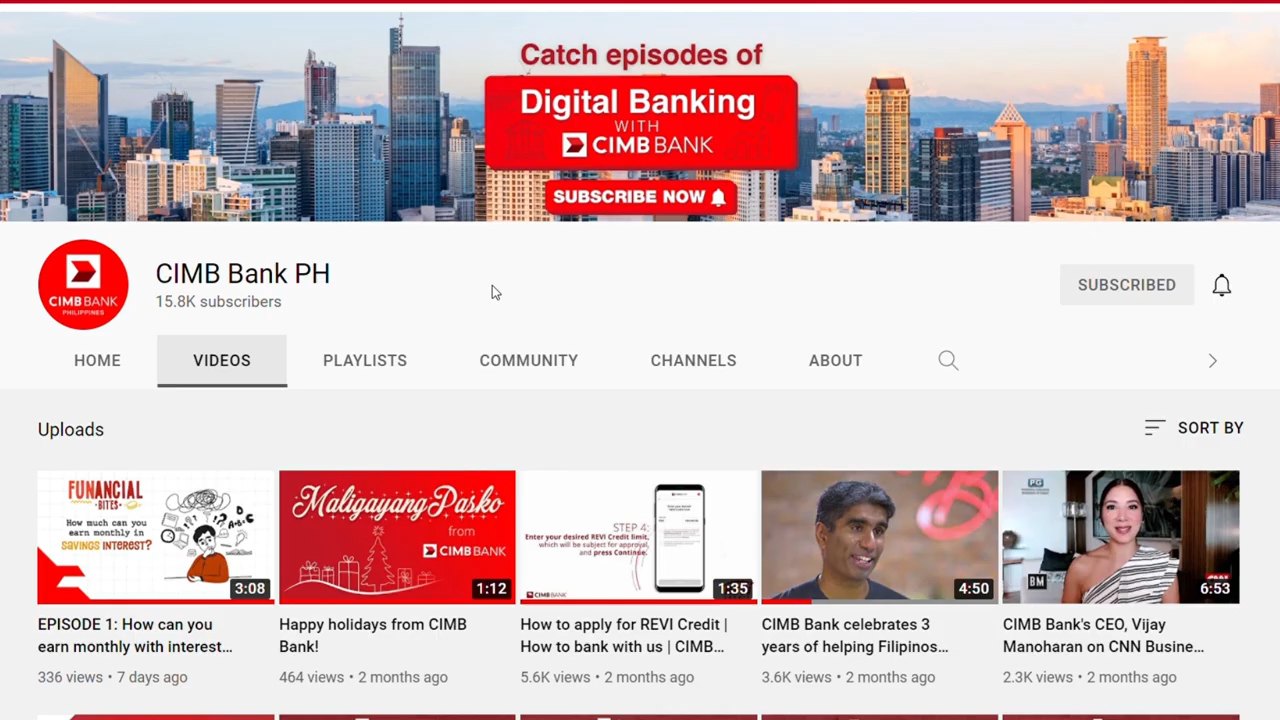 Catch episodes of
Digital Banking
WITH
CIMB BANK
SUBSCRIBE NOW
CIMB BANK
PHILIPPINES
CIMB Bank PH
15.8K subscribers
SUBSCRIBED
HOME
VIDEOS
PLAYLISTS
COMMUNITY
CHANNELS
ABOUT
Uploads
SORT BY
FUNANCIAL
BITES
How much can you
earn monthly in
SAVINGS INTEREST?
3:08
Maligayang Pasko
from
CIMB BANK
1:12
STEP 4:
Enter your desired REVI Credit limit,
which will be subject for approval,
and press Continue.
CIMB BANK
1:35
4:50
PG
BM
6:53
EPISODE 1: How can you
earn monthly with interest...
336 views • 7 days ago
Happy holidays from CIMB
Bank!
464 views • 2 months ago
How to apply for REVI Credit |
How to bank with us | CIMB...
5.6K views • 2 months ago
CIMB Bank celebrates 3
years of helping Filipinos...
3.6K views • 2 months ago
CIMB Bank's CEO, Vijay
Manoharan on CNN Busine...
2.3K views • 2 months ago